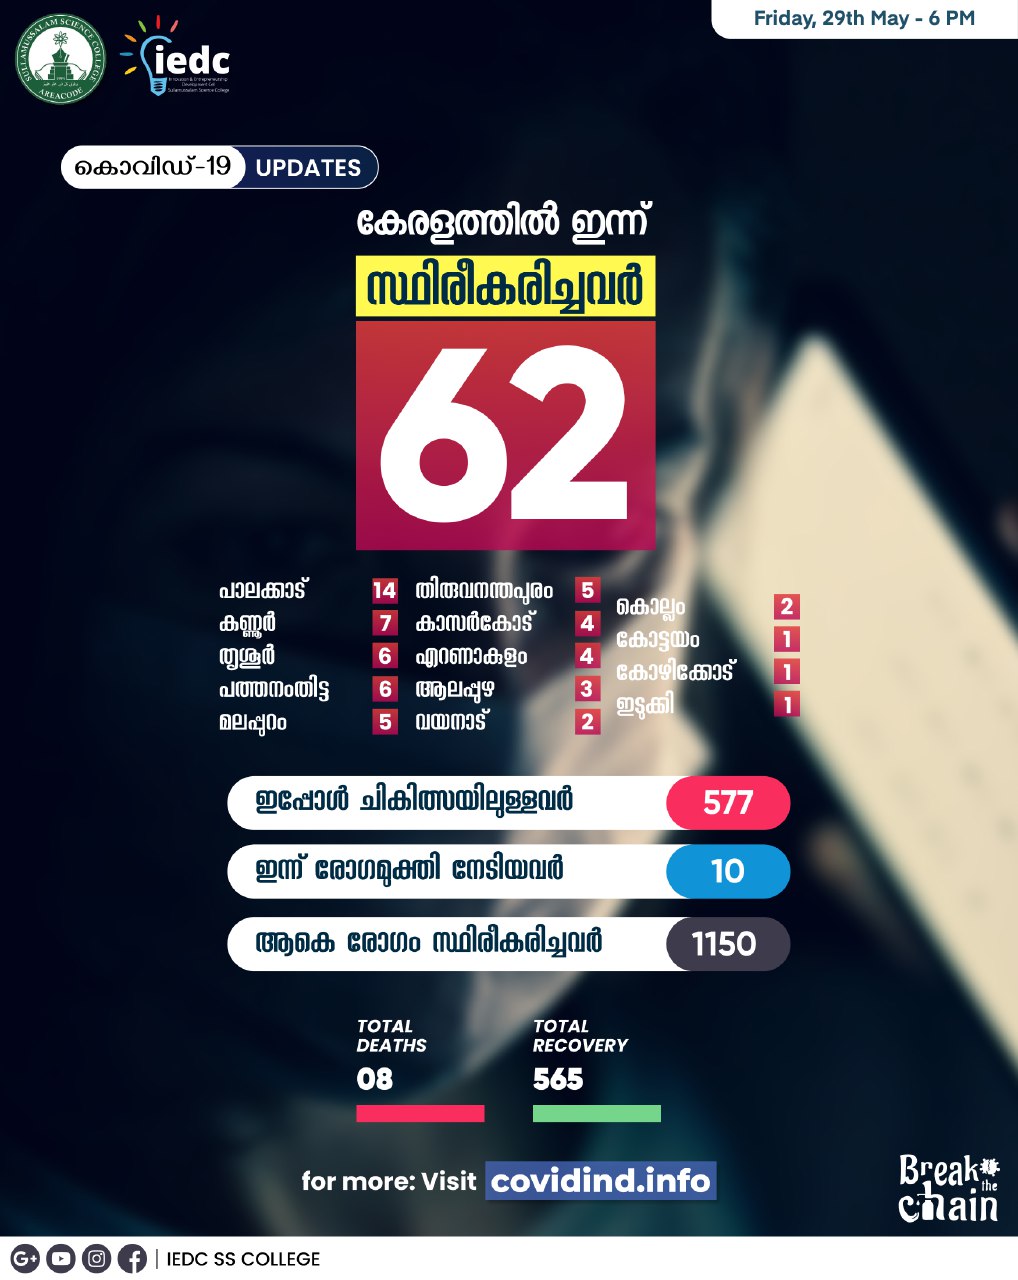 Friday, 29th May - 6 PM
SULLAMUSSALAM SCIENCE COLLEGE
AREACODE
iedc
Innovation & Entrepreneurship
Development Cell
Sullamussalam Science College
കൊവിഡ്-19 UPDATES
കേരളത്തിൽ ഇന്ന്
സ്ഥിരീകരിച്ചവർ
62
പാലക്കാട് 14
കണ്ണൂർ 7
തൃശൂർ 6
പത്തനംതിട്ട 6
മലപ്പുറം 5
തിരുവനന്തപുരം 5
കാസർകോട് 4
എറണാകുളം 4
ആലപ്പുഴ 3
വയനാട് 2
കൊല്ലം 2
കോട്ടയം 1
കോഴിക്കോട് 1
ഇടുക്കി 1
ഇപ്പോൾ ചികിത്സയിലുള്ളവർ 577
ഇന്ന് രോഗമുക്തി നേടിയവർ 10
ആകെ രോഗം സ്ഥിരീകരിച്ചവർ 1150
TOTAL
DEATHS
08
TOTAL
RECOVERY
565
for more: Visit covidind.info
Break
the
chain
G+ | IEDC SS COLLEGE